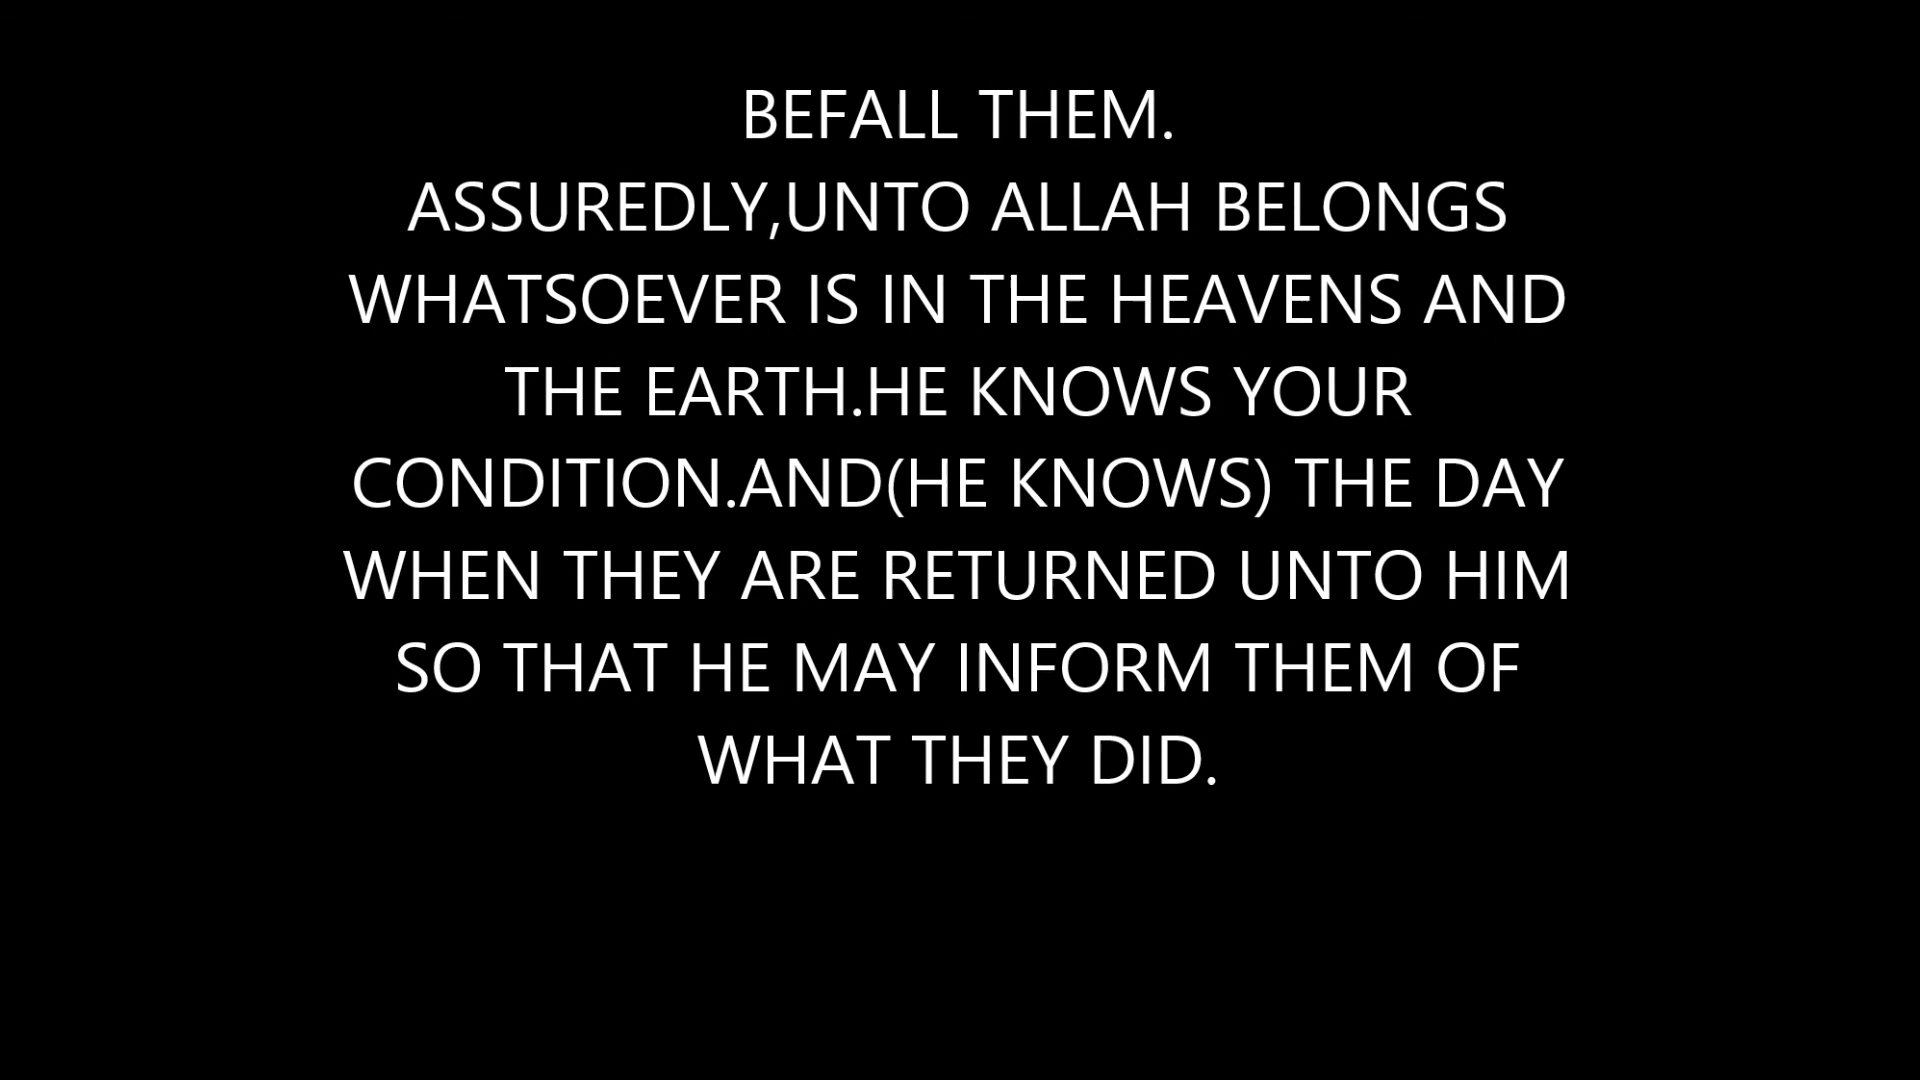 BEFALL THEM.
ASSUREDLY,UNTO ALLAH BELONGS
WHATSOEVER IS IN THE HEAVENS AND
THE EARTH.HE KNOWS YOUR
CONDITION.AND(HE KNOWS) THE DAY
WHEN THEY ARE RETURNED UNTO HIM
SO THAT HE MAY INFORM THEM OF
WHAT THEY DID.